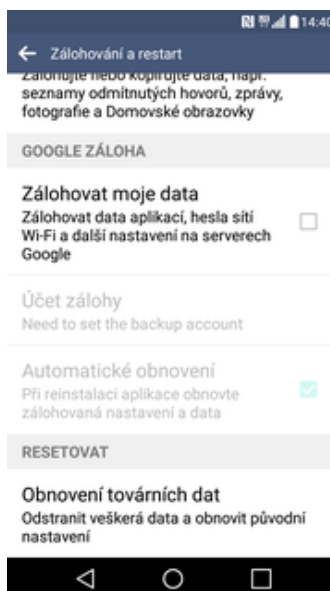 14:40
Zálohování a restart
Zálohujte nebo kopírujte data, např.
seznamy odmítnutých hovorů, zprávy,
fotografie a Domovské obrazovky
GOOGLE ZÁLOHA
Zálohovat moje data
Zálohovat data aplikací, hesla sítí
Wi-Fi a další nastavení na serverech
Google
Účet zálohy
Need to set the backup account
Automatické obnovení
Při reinstalaci aplikace obnovte
zálohovaná nastavení a data
RESETOVAT
Obnovení továrních dat
Odstranit veškerá data a obnovit původní
nastavení